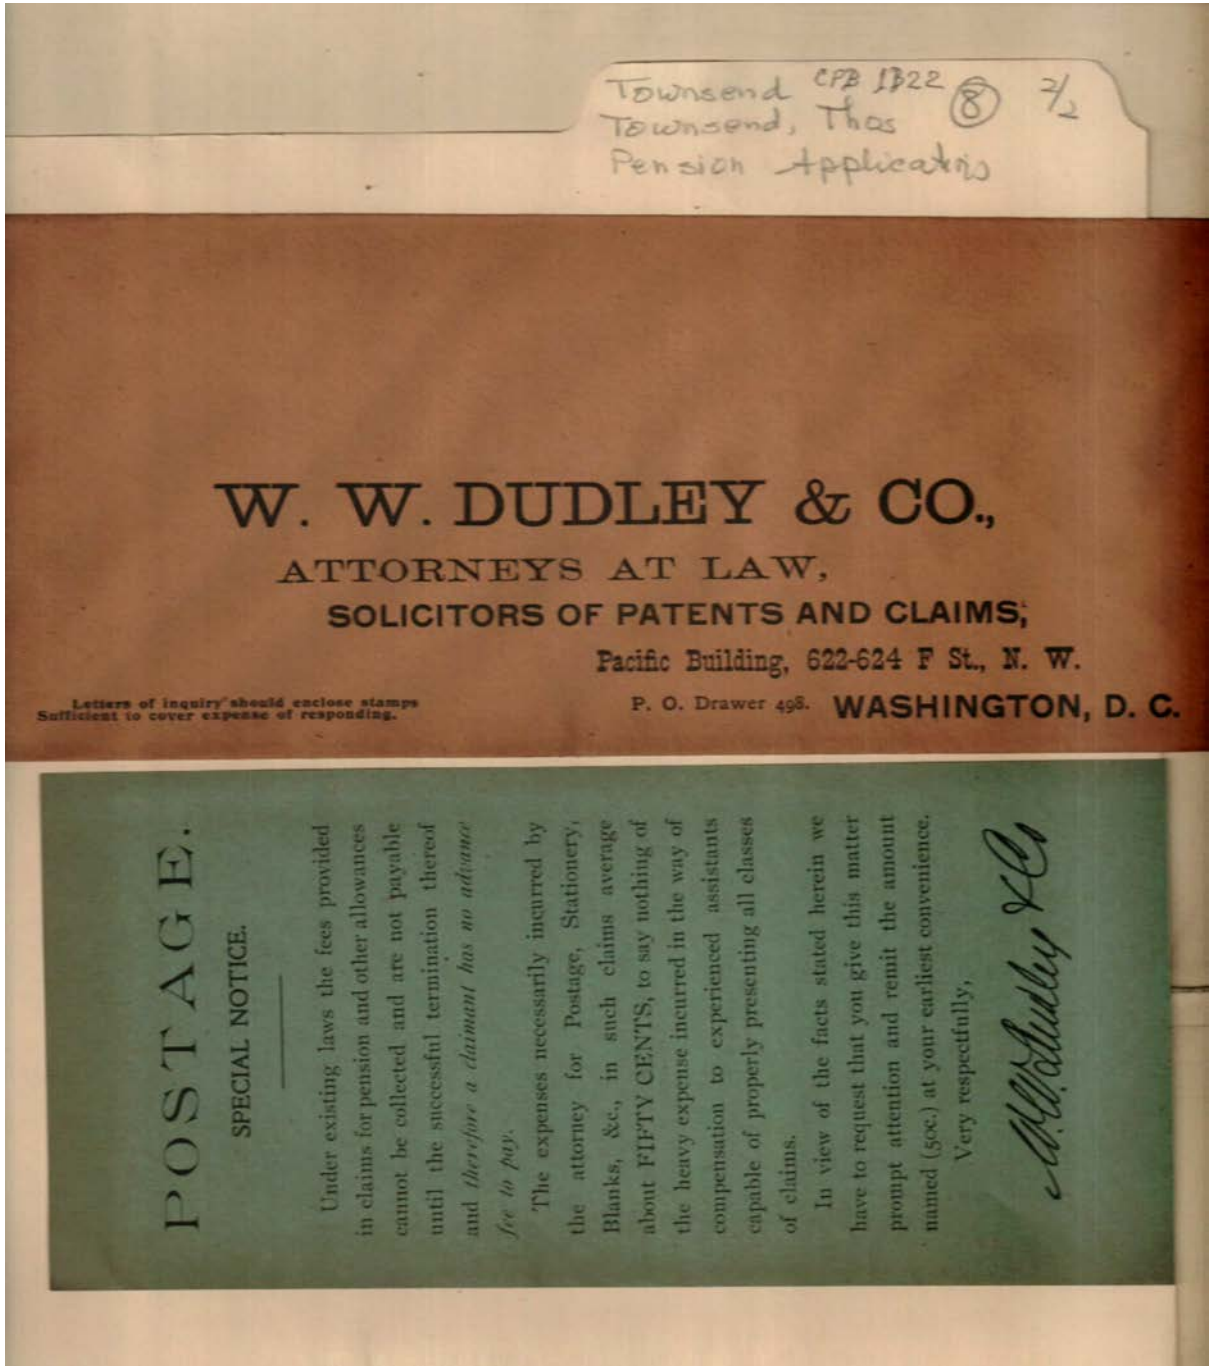 Townsend CPB 1B22 8 2/2
Townsend, Thos
Pension Applicatns
W. W. DUDLEY & CO.,
ATTORNEYS AT LAW,
SOLICITORS OF PATENTS AND CLAIMS,
Pacific Building, 622-624 F St., N. W.
Letters of inquiry should enclose stamps
Sufficient to cover expense of responding.
P. O. Drawer 498. WASHINGTON, D. C.
POSTAGE.
SPECIAL NOTICE.
Under existing laws the fees provided
in claims for pension and other allowances
cannot be collected and are not payable
until the successful termination thereof
and therefore a claimant has no advance
fee to pay.
The expenses necessarily incurred by
the attorney for Postage, Stationery,
Blanks, &c., in such claims average
about FIFTY CENTS, to say nothing of
the heavy expense incurred in the way of
compensation to experienced assistants
capable of properly presenting all classes
of claims.
In view of the facts stated herein we
have to request that you give this matter
prompt attention and remit the amount
named (50c.) at your earliest convenience.
Very respectfully,
W. W. Dudley & Co